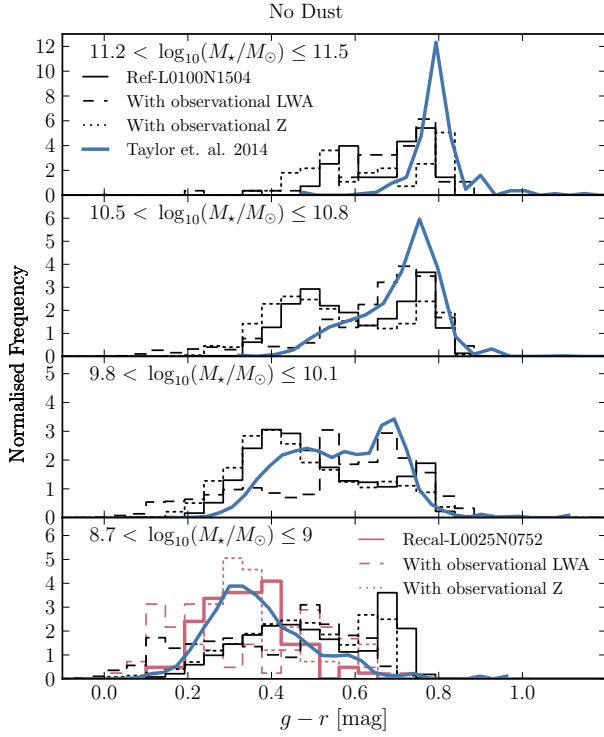 No Dust
11.2 < log₁₀(M⋆/M⊙) ≤ 11.5
Ref-L0100N1504
With observational LWA
With observational Z
Taylor et. al. 2014
12
10
8
6
4
2
0
10.5 < log₁₀(M⋆/M⊙) ≤ 10.8
6
5
4
3
2
1
0
Normalised Frequency
9.8 < log₁₀(M⋆/M⊙) ≤ 10.1
5
4
3
2
1
0
8.7 < log₁₀(M⋆/M⊙) ≤ 9
Recal-L0025N0752
With observational LWA
With observational Z
6
5
4
3
2
1
0
0.0 0.2 0.4 0.6 0.8 1.0
g − r [mag]